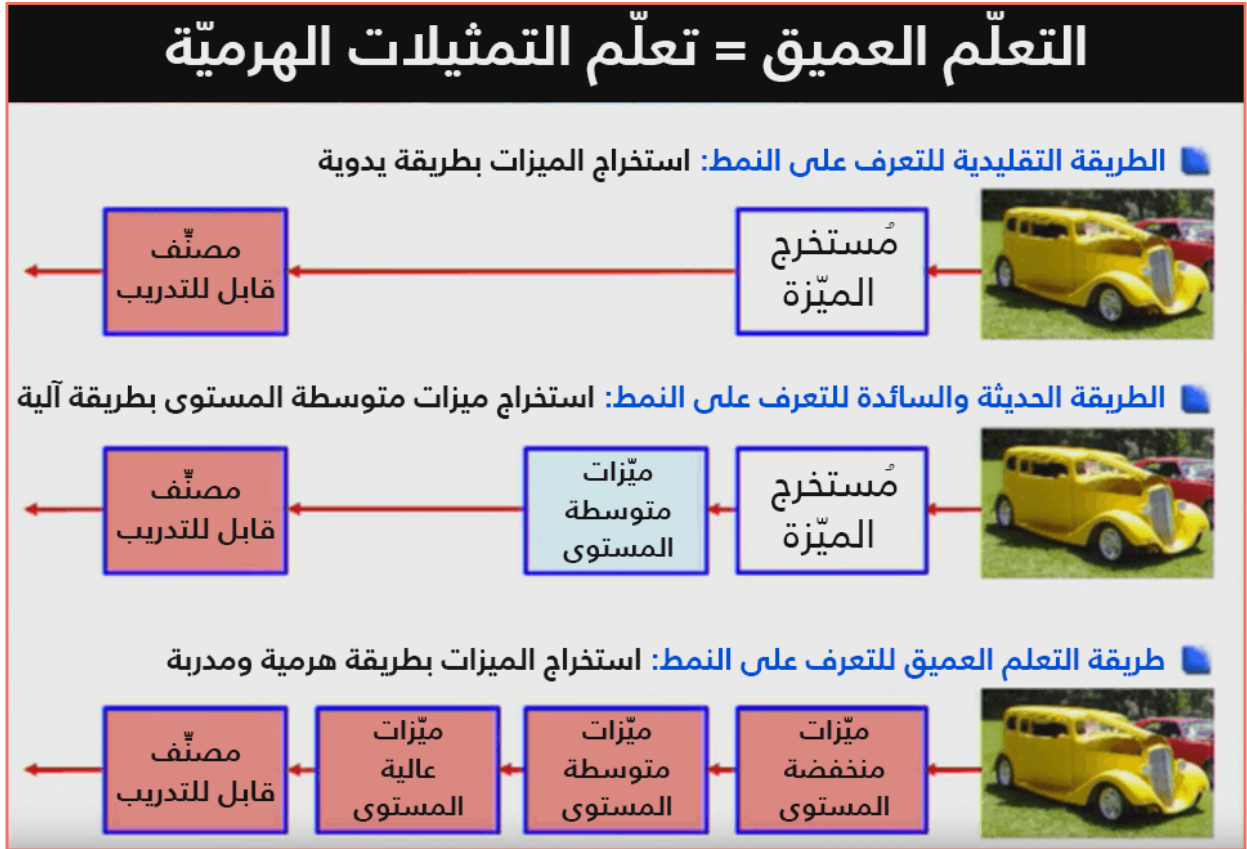 التعلّم العميق = تعلّم التمثيلات الهرميّة
الطريقة التقليدية للتعرف على النمط: استخراج الميزات بطريقة يدوية
مُستخرج
الميّزة
مصنِّف
قابل للتدريب
الطريقة الحديثة والسائدة للتعرف على النمط: استخراج ميزات متوسطة المستوى بطريقة آلية
مُستخرج
الميّزة
ميّزات
متوسطة
المستوى
مصنِّف
قابل للتدريب
طريقة التعلم العميق للتعرف على النمط: استخراج الميزات بطريقة هرمية ومدربة
ميّزات
منخفضة
المستوى
ميّزات
متوسطة
المستوى
ميّزات
عالية
المستوى
مصنِّف
قابل للتدريب